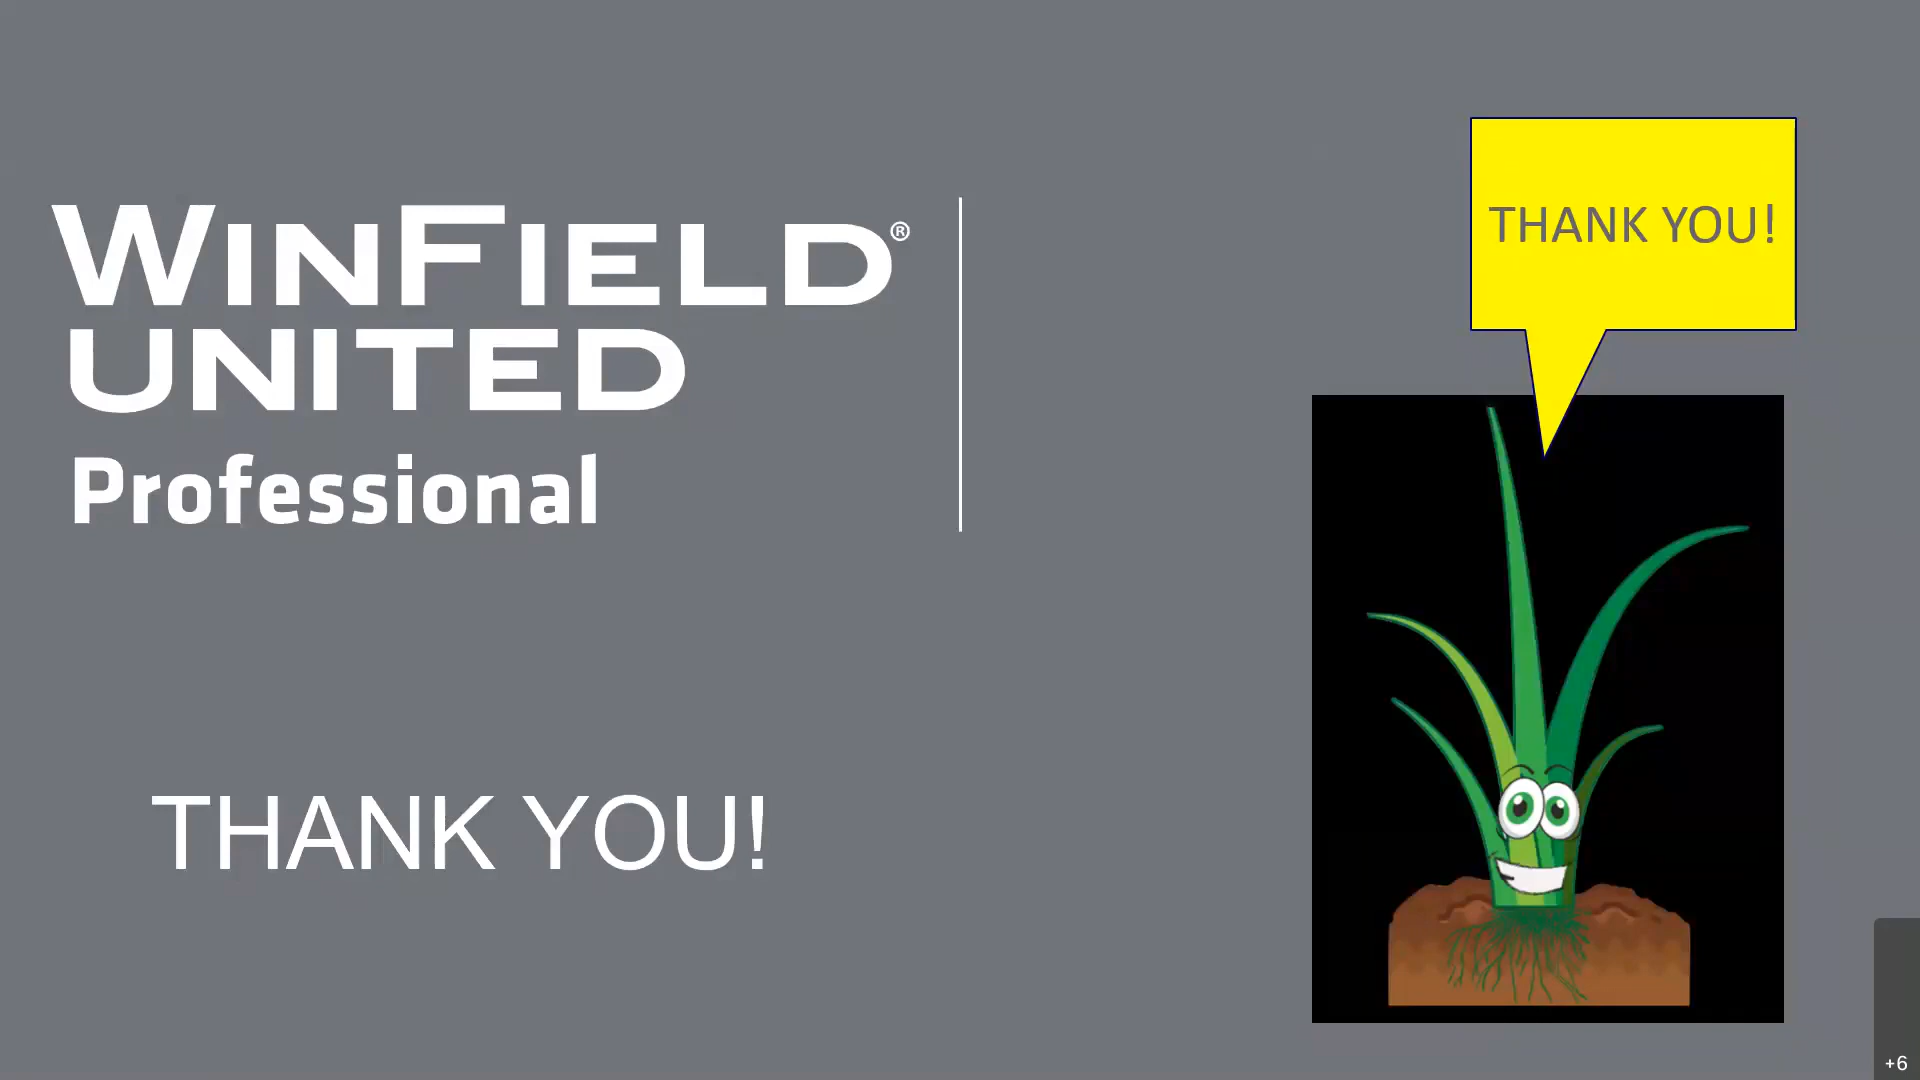 WINFIELD®
UNITED
Professional
THANK YOU!
THANK YOU!
+6